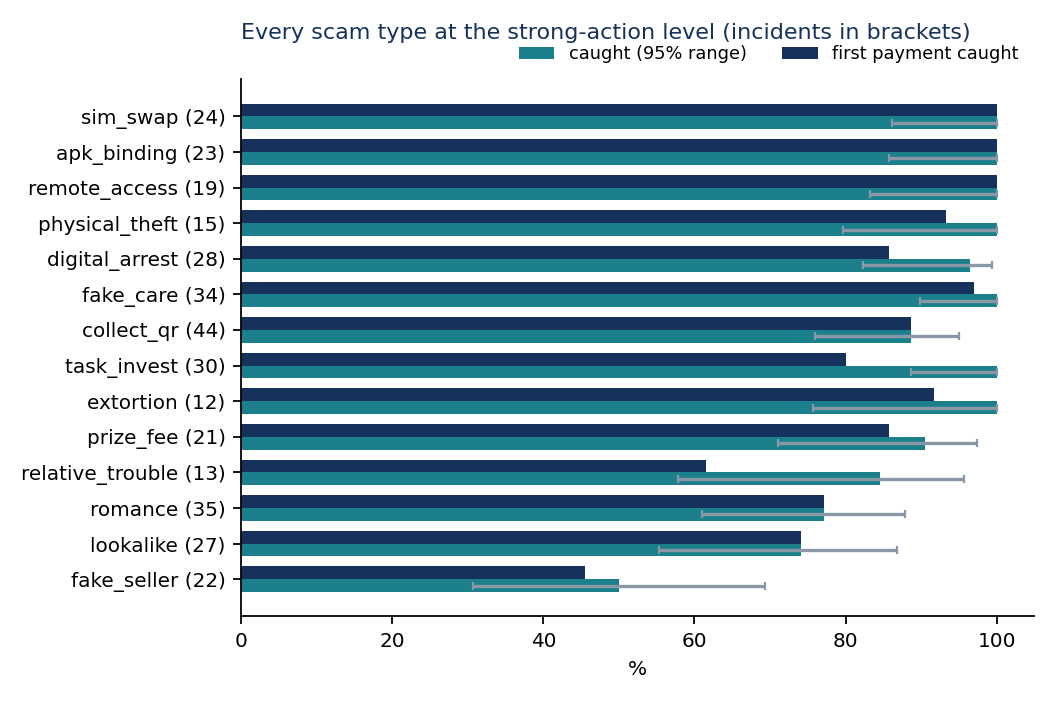 Every scam type at the strong-action level (incidents in brackets)
caught (95% range) first payment caught
sim_swap (24)
apk_binding (23)
remote_access (19)
physical_theft (15)
digital_arrest (28)
fake_care (34)
collect_qr (44)
task_invest (30)
extortion (12)
prize_fee (21)
relative_trouble (13)
romance (35)
lookalike (27)
fake_seller (22)
0 20 40 60 80 100
%